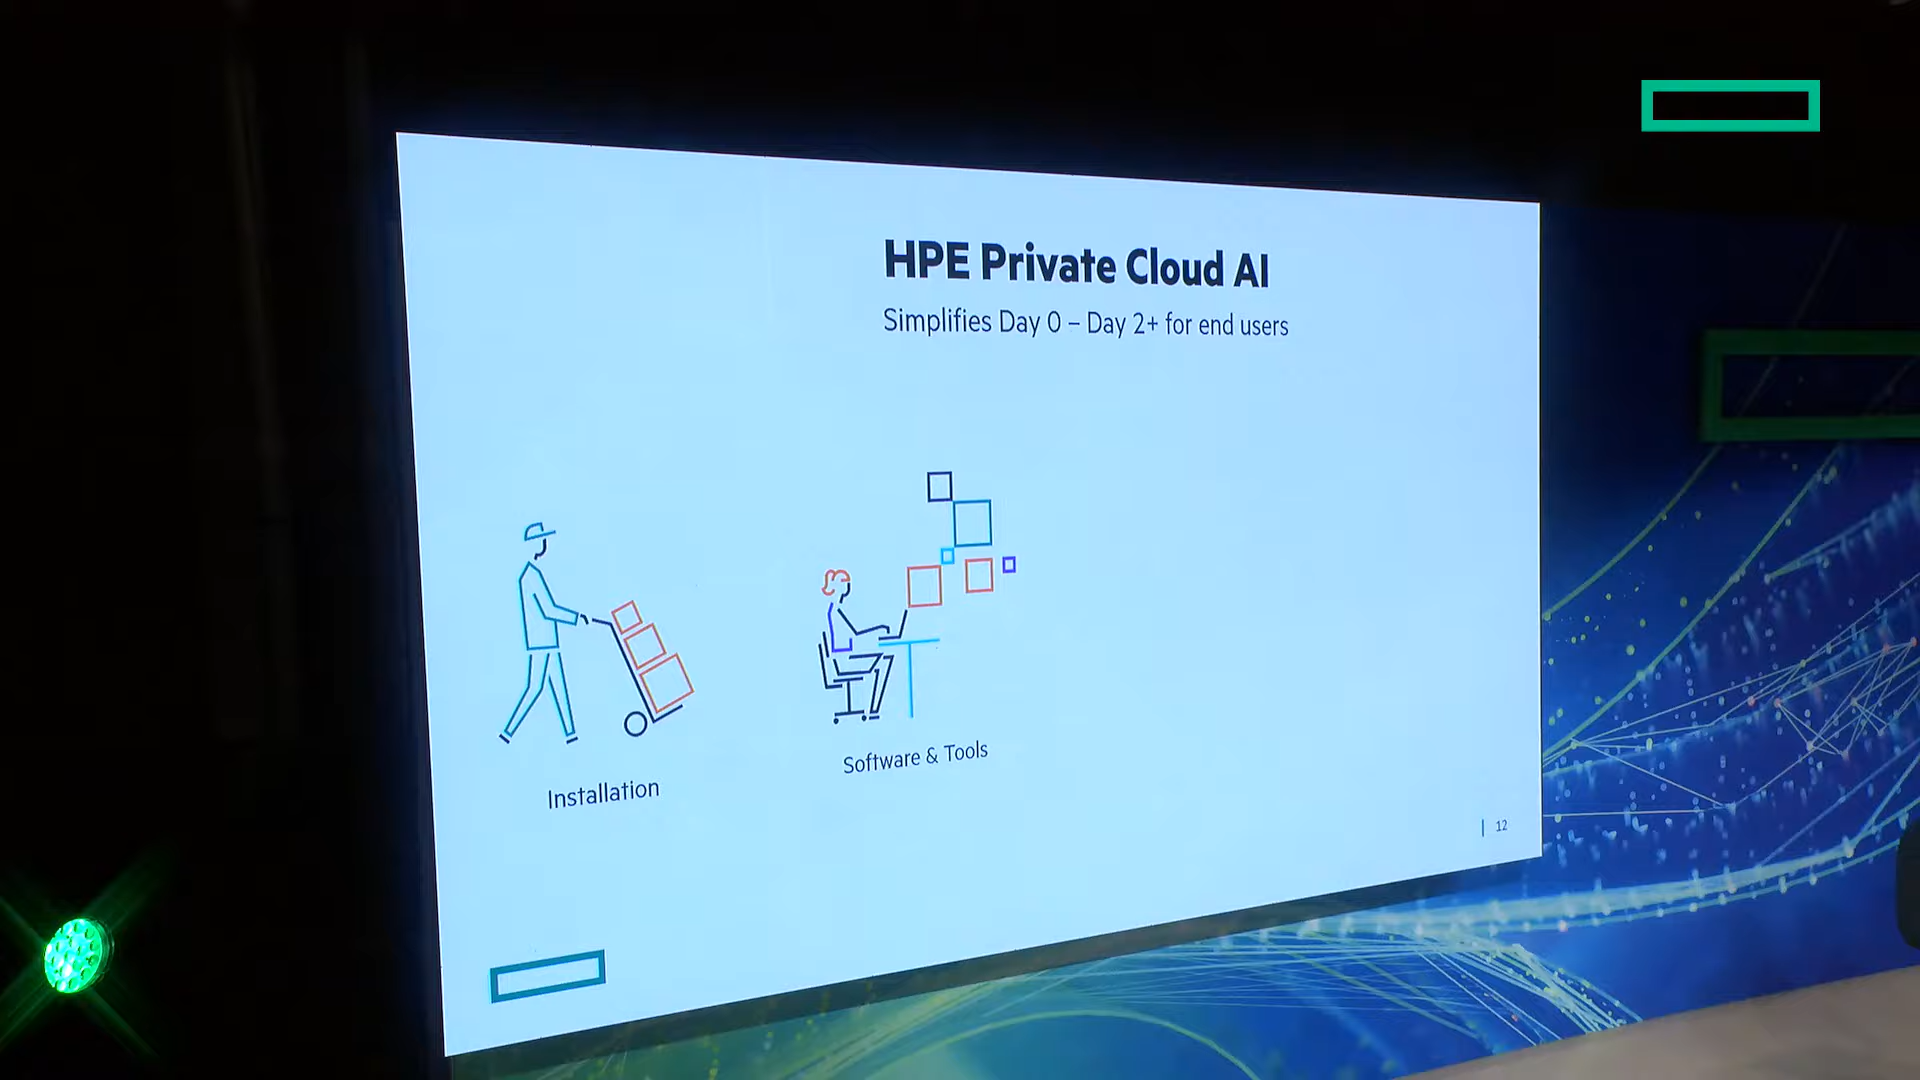 HPE Private Cloud AI
Simplifies Day 0 – Day 2+ for end users
Installation
Software & Tools
12